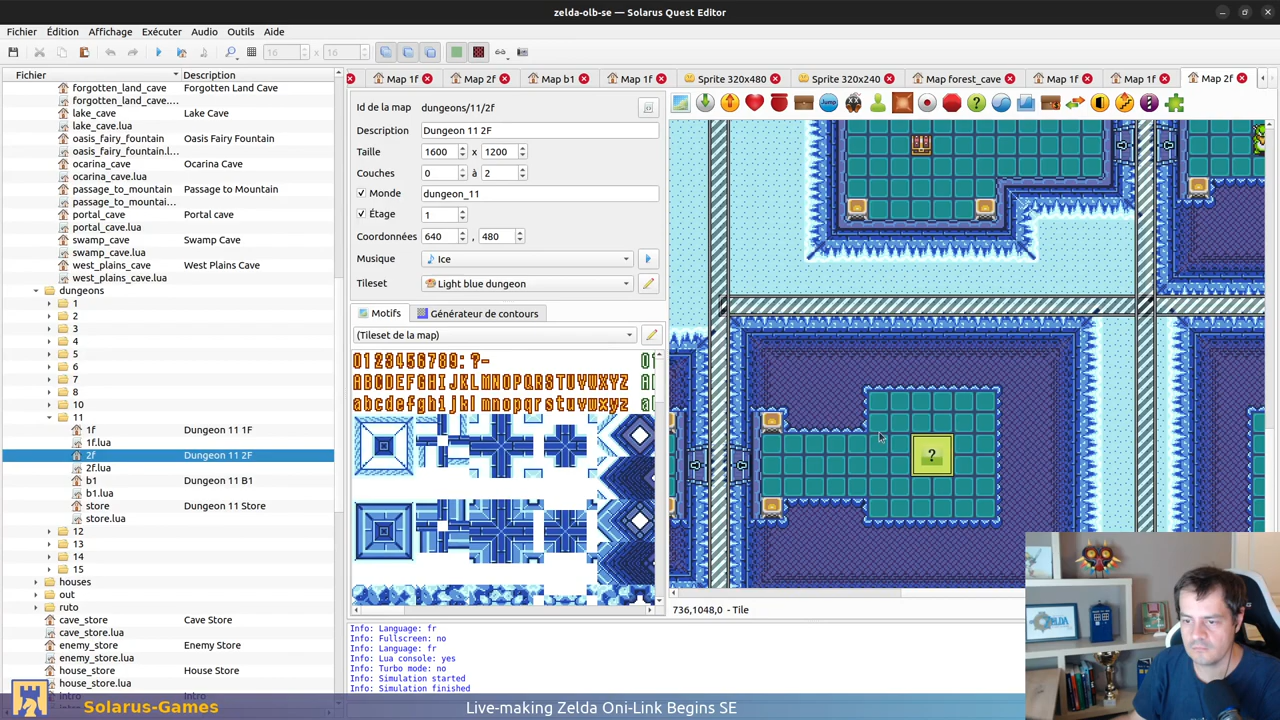 zelda-olb-se — Solarus Quest Editor
Fichier Édition Affichage Exécuter Audio Outils Aide
16 x 16
Fichier Description
forgotten_land_cave Forgotten Land Cave
forgotten_land_cave....
lake_cave Lake Cave
lake_cave.lua
oasis_fairy_fountain Oasis Fairy Fountain
oasis_fairy_fountain.l...
ocarina_cave Ocarina Cave
ocarina_cave.lua
passage_to_mountain Passage to Mountain
passage_to_mountai...
portal_cave Portal cave
portal_cave.lua
swamp_cave Swamp Cave
swamp_cave.lua
west_plains_cave West Plains Cave
west_plains_cave.lua
dungeons
1
2
3
4
5
6
7
8
10
11
1f Dungeon 11 1F
1f.lua
2f Dungeon 11 2F
2f.lua
b1 Dungeon 11 B1
b1.lua
store Dungeon 11 Store
store.lua
12
13
14
15
houses
out
ruto
cave_store Cave Store
cave_store.lua
enemy_store Enemy Store
enemy_store.lua
house_store House Store
house_store.lua
intro Intro
Map 1f Map 2f Map b1 Map 1f Sprite 320x480 Sprite 320x240 Map forest_cave Map 1f Map 1f Map 2f
Id de la map dungeons/11/2f
Description Dungeon 11 2F
Taille 1600 x 1200
Couches 0 à 2
Monde dungeon_11
Étage 1
Coordonnées 640 , 480
Musique Ice
Tileset Light blue dungeon
Motifs Générateur de contours
(Tileset de la map)
0123456789:?-
ABCDEFGHIJKLMNOPQRSTUVWXYZ
abcdefghijklmnopqrstuvwxyz
Jump
?
736,1048,0 - Tile
Info: Language: fr
Info: Fullscreen: no
Info: Language: fr
Info: Lua console: yes
Info: Turbo mode: no
Info: Simulation started
Info: Simulation finished
Solarus-Games
Live-making Zelda Oni-Link Begins SE